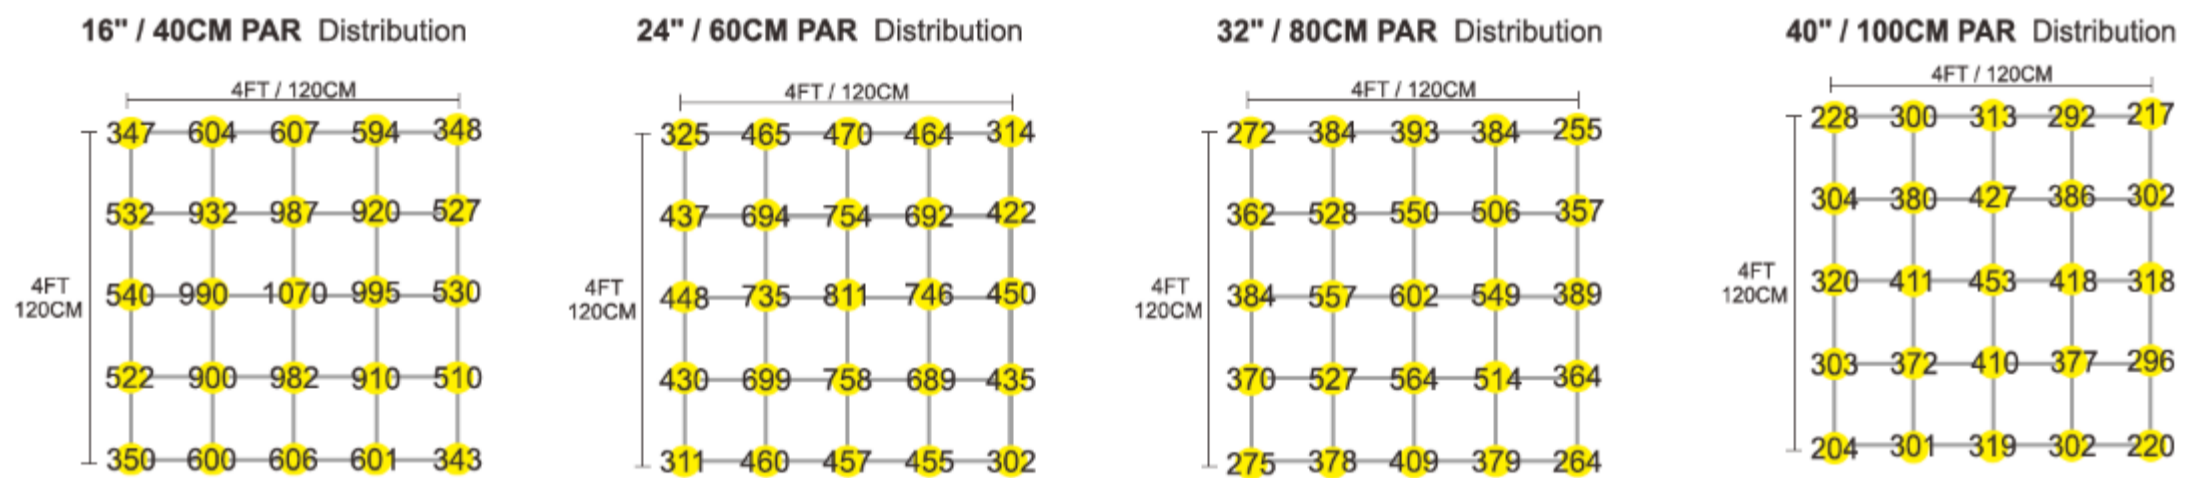 16" / 40CM PAR Distribution
4FT / 120CM
347 604 607 594 348
532 932 987 920 527
4FT
120CM
540 990 1070 995 530
522 900 982 910 510
350 600 606 601 343
24" / 60CM PAR Distribution
4FT / 120CM
325 465 470 464 314
437 694 754 692 422
4FT
120CM
448 735 811 746 450
430 699 758 689 435
311 460 457 455 302
32" / 80CM PAR Distribution
4FT / 120CM
272 384 393 384 255
362 528 550 506 357
4FT
120CM
384 557 602 549 389
370 527 564 514 364
275 378 409 379 264
40" / 100CM PAR Distribution
4FT / 120CM
228 300 313 292 217
304 380 427 386 302
4FT
120CM
320 411 453 418 318
303 372 410 377 296
204 301 319 302 220